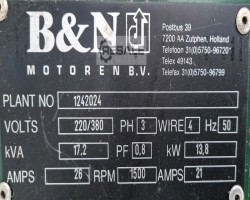 B&N
MOTOREN B.V.
Postbus 39
7200 AA Zutphen, Holland
Telefoon 31(0)5750-96720
Telex 49143
Telefax 31(0)5750-96799
PLANT NO 1242024
VOLTS 220/380 PH 3 WIRE 4 Hz 50
kVA 17,2 PF 0,8 kW 13,8
AMPS 26 RPM 1500 AMPS 21